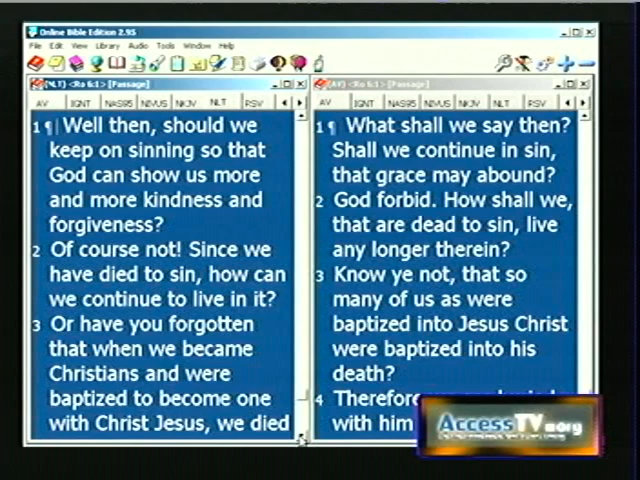 Online Bible Edition 2.95
File Edit View Library Audio Tools Window Help
(NLT) <Ro 6:1> [Passage]
AV IGNT NAS95 NIVUS NKJV NLT RSV
1 ¶ Well then, should we
keep on sinning so that
God can show us more
and more kindness and
forgiveness?
2 Of course not! Since we
have died to sin, how can
we continue to live in it?
3 Or have you forgotten
that when we became
Christians and were
baptized to become one
with Christ Jesus, we died
(AV) <Ro 6:1> [Passage]
AV IGNT NAS95 NIVUS NKJV NLT RSV
1 ¶ What shall we say then?
Shall we continue in sin,
that grace may abound?
2 God forbid. How shall we,
that are dead to sin, live
any longer therein?
3 Know ye not, that so
many of us as were
baptized into Jesus Christ
were baptized into his
death?
4 Therefore
with him
AccessTV.org